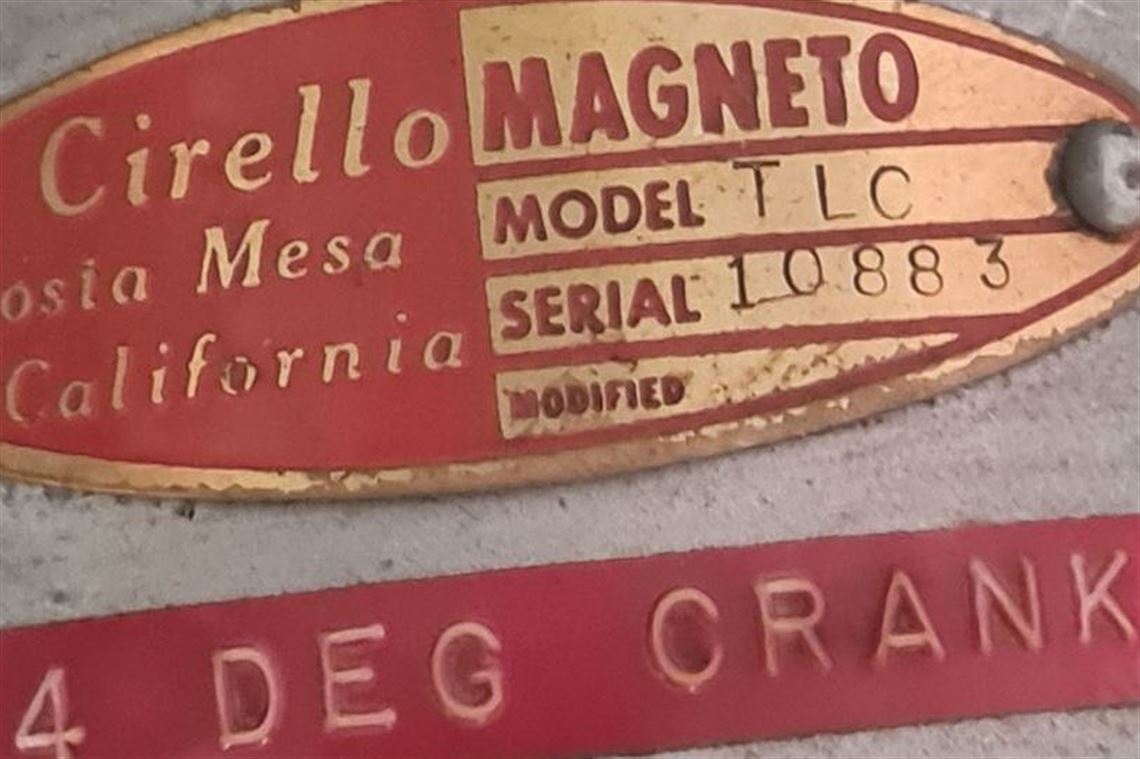 Cirello
osta Mesa
California
MAGNETO
MODEL TLC
SERIAL 10883
MODIFIED
4 DEG CRANK